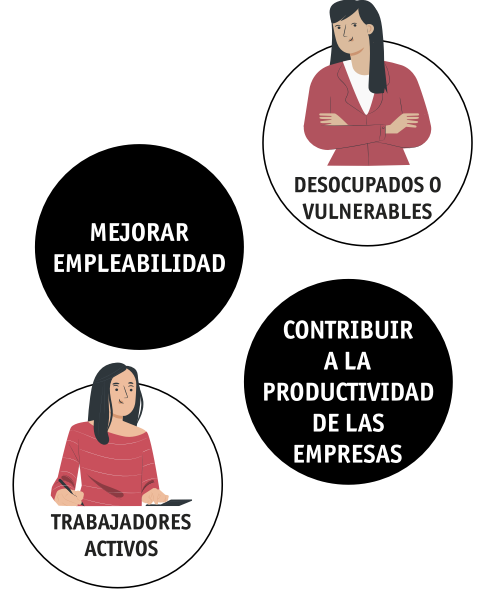 DESOCUPADOS O
VULNERABLES
MEJORAR
EMPLEABILIDAD
CONTRIBUIR
A LA
PRODUCTIVIDAD
DE LAS
EMPRESAS
TRABAJADORES
ACTIVOS